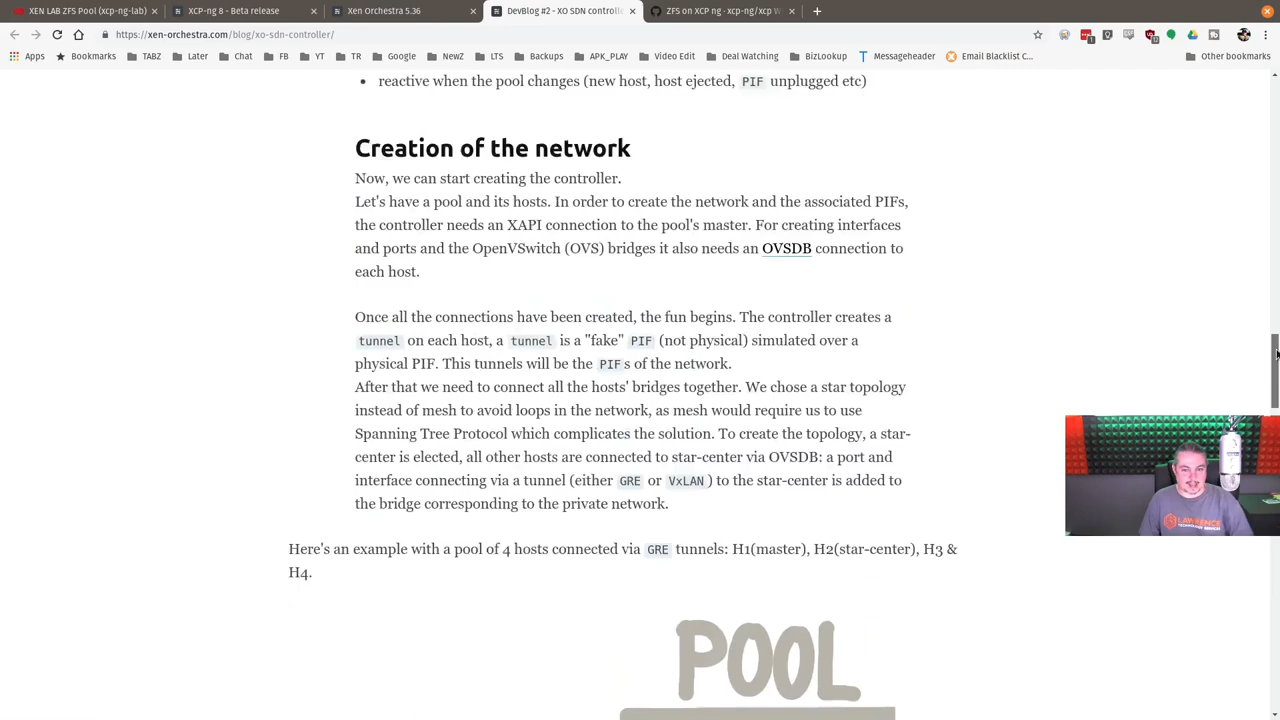 XEN LAB ZFS Pool (xcp-ng-lab)
XCP-ng 8 - Beta release
Xen Orchestra 5.36
DevBlog #2 - XO SDN controlle
ZFS on XCP ng · xcp-ng/xcp W
https://xen-orchestra.com/blog/xo-sdn-controller/
Apps
Bookmarks
TABZ
Later
Chat
FB
YT
TR
Google
NewZ
LTS
Backups
APK_PLAY
Video Edit
Deal Watching
BizLookup
Messageheader
Email Blacklist C...
Other bookmarks
• reactive when the pool changes (new host, host ejected, PIF unplugged etc)
Creation of the network
Now, we can start creating the controller.
Let's have a pool and its hosts. In order to create the network and the associated PIFs,
the controller needs an XAPI connection to the pool's master. For creating interfaces
and ports and the OpenVSwitch (OVS) bridges it also needs an OVSDB connection to
each host.
Once all the connections have been created, the fun begins. The controller creates a
tunnel on each host, a tunnel is a "fake" PIF (not physical) simulated over a
physical PIF. This tunnels will be the PIFs of the network.
After that we need to connect all the hosts' bridges together. We chose a star topology
instead of mesh to avoid loops in the network, as mesh would require us to use
Spanning Tree Protocol which complicates the solution. To create the topology, a star-
center is elected, all other hosts are connected to star-center via OVSDB: a port and
interface connecting via a tunnel (either GRE or VxLAN) to the star-center is added to
the bridge corresponding to the private network.
Here's an example with a pool of 4 hosts connected via GRE tunnels: H1(master), H2(star-center), H3 &
H4.
POOL
LAWRENCE